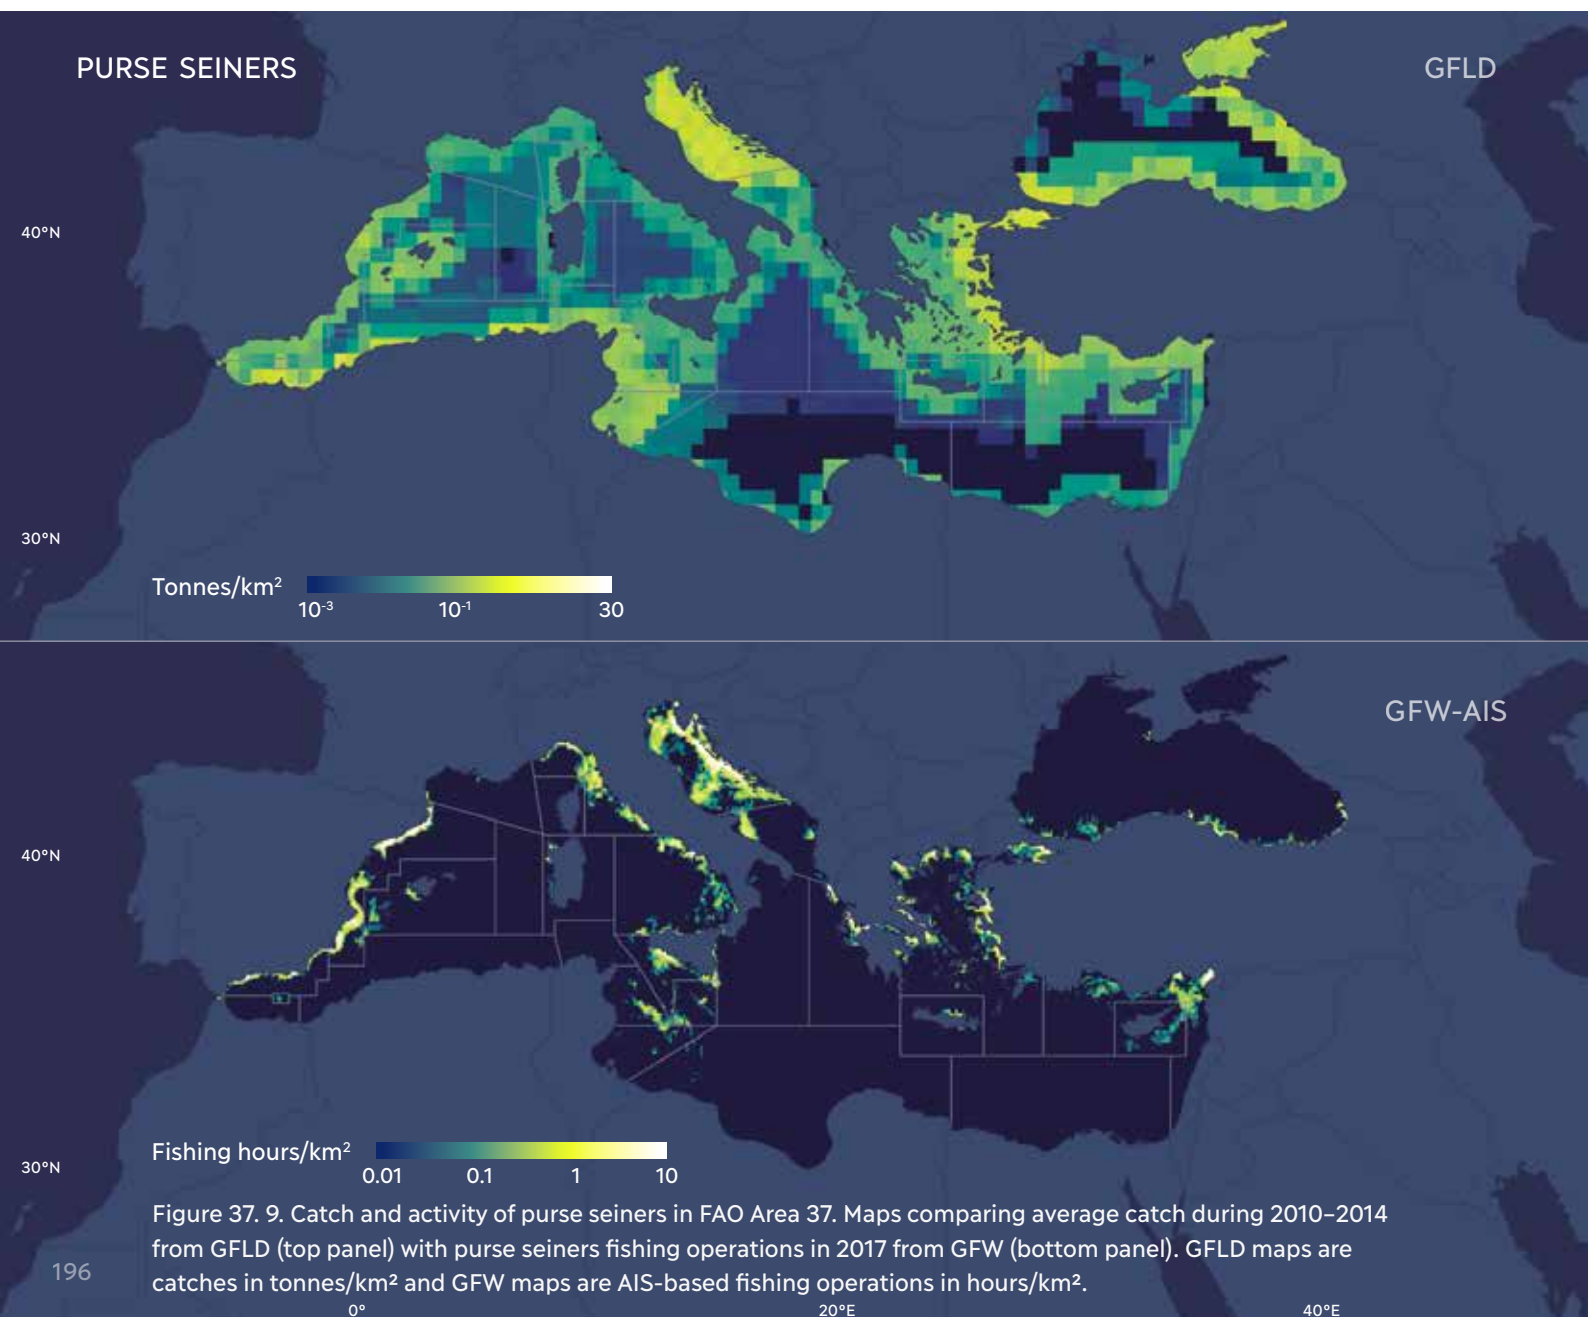 PURSE SEINERS
GFLD
40°N
30°N
Tonnes/km²
10⁻³ 10⁻¹ 30
GFW-AIS
40°N
30°N
Fishing hours/km²
0.01 0.1 1 10
Figure 37. 9. Catch and activity of purse seiners in FAO Area 37. Maps comparing average catch during 2010–2014
from GFLD (top panel) with purse seiners fishing operations in 2017 from GFW (bottom panel). GFLD maps are
catches in tonnes/km² and GFW maps are AIS-based fishing operations in hours/km².
196
0° 20°E 40°E